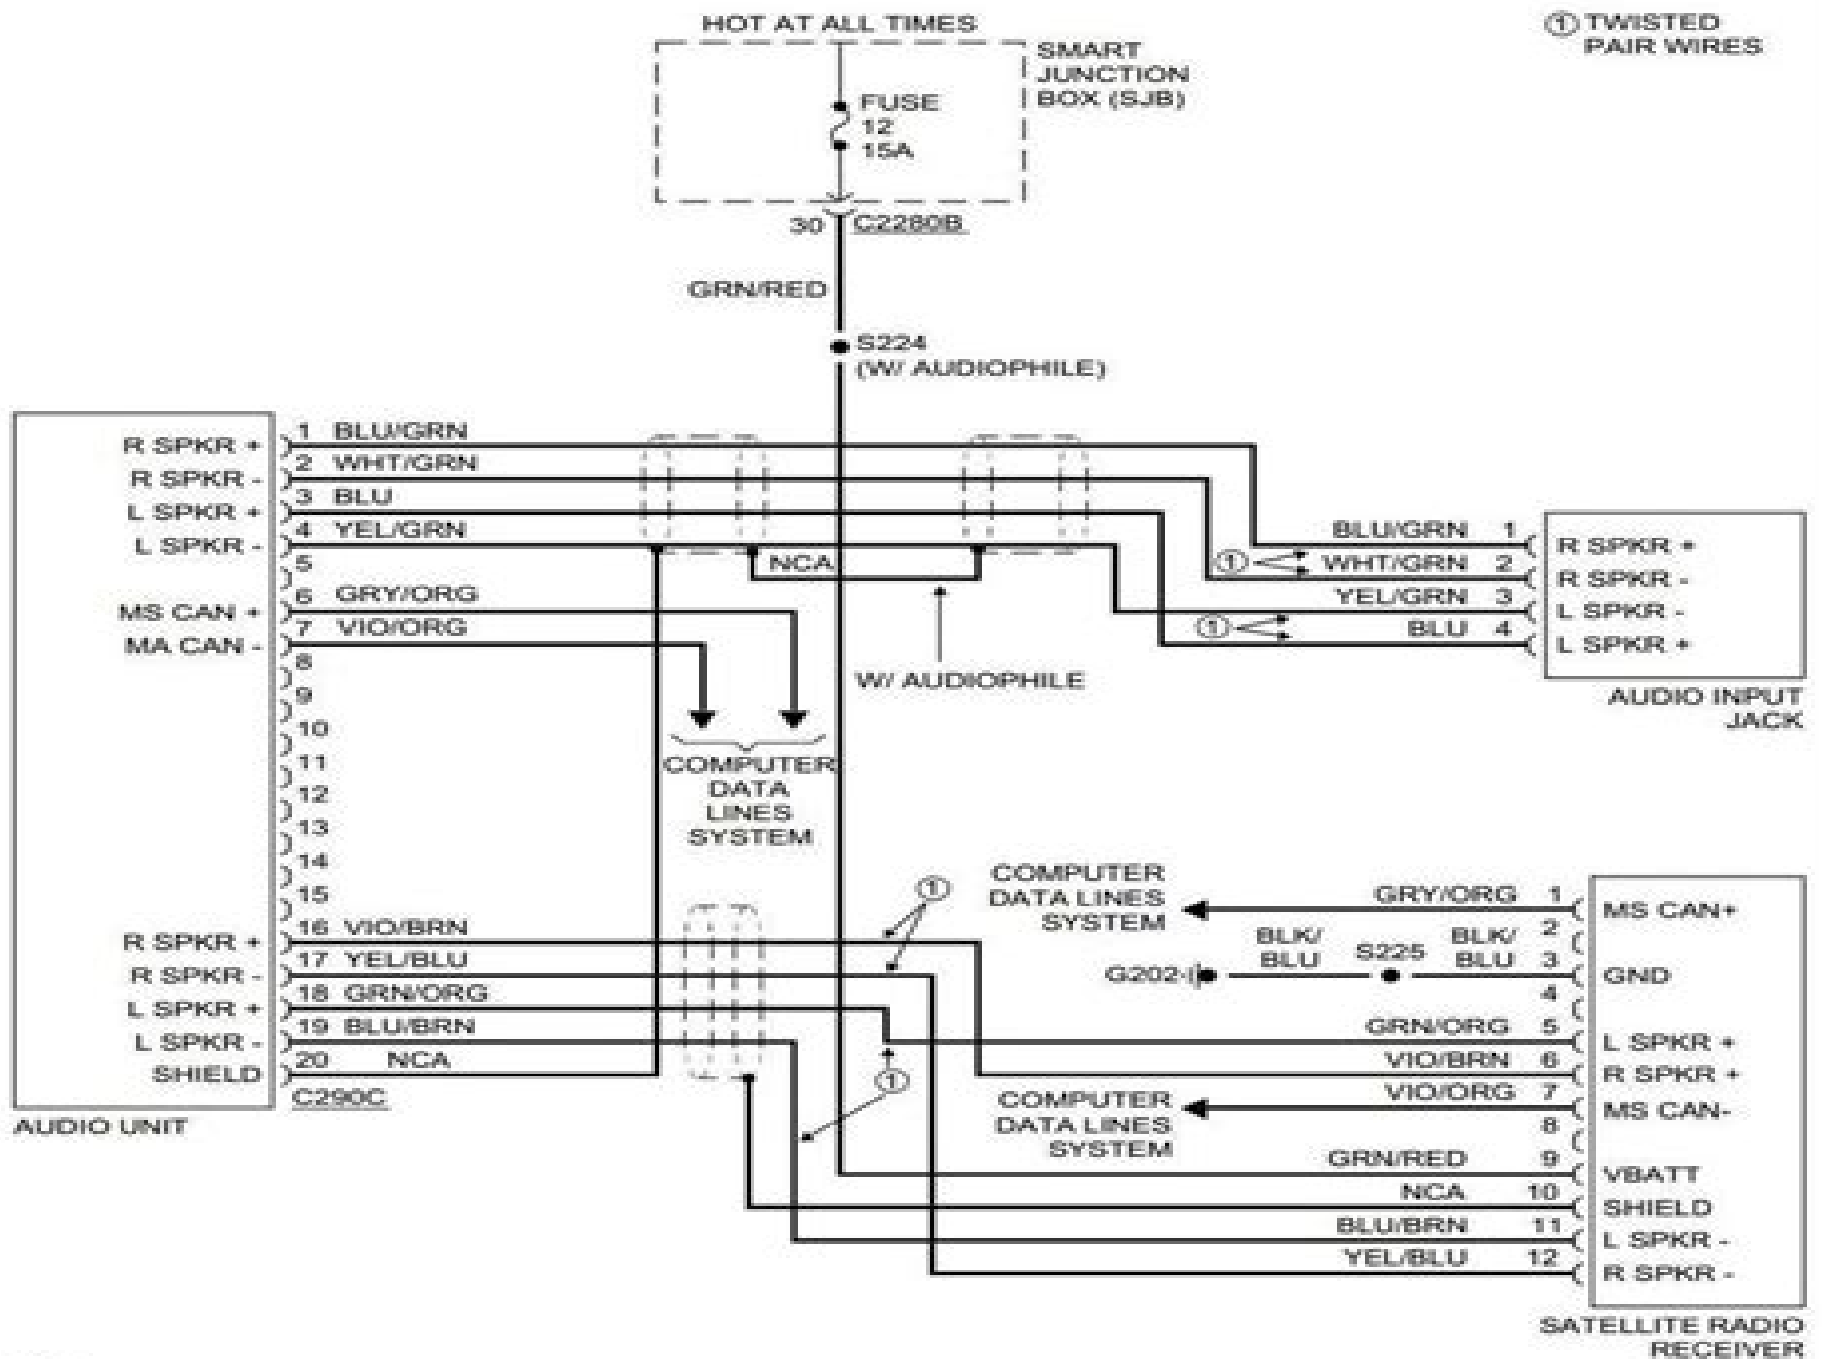 HOT AT ALL TIMES
① TWISTED
PAIR WIRES
SMART
JUNCTION
BOX (SJB)
FUSE
12
15A
30 C2280B
GRN/RED
S224
(W/ AUDIOPHILE)
R SPKR + 1 BLU/GRN
R SPKR - 2 WHT/GRN
L SPKR + 3 BLU
L SPKR - 4 YEL/GRN
5
MS CAN + 6 GRY/ORG
MA CAN - 7 VIO/ORG
8
9
10
11
12
13
14
15
R SPKR + 16 VIO/BRN
R SPKR - 17 YEL/BLU
L SPKR + 18 GRN/ORG
L SPKR - 19 BLU/BRN
SHIELD 20 NCA
C290C
AUDIO UNIT
NCA
W/ AUDIOPHILE
COMPUTER
DATA
LINES
SYSTEM
①
①
BLU/GRN 1 R SPKR +
① WHT/GRN 2 R SPKR -
YEL/GRN 3 L SPKR -
① BLU 4 L SPKR +
AUDIO INPUT
JACK
COMPUTER
DATA LINES
SYSTEM
GRY/ORG 1 MS CAN+
2
G202
BLK/
BLU
S225
BLK/
BLU
3 GND
4
GRN/ORG 5 L SPKR +
VIO/BRN 6 R SPKR +
VIO/ORG 7 MS CAN-
COMPUTER
DATA LINES
SYSTEM
8
GRN/RED 9 VBATT
NCA 10 SHIELD
BLU/BRN 11 L SPKR -
YEL/BLU 12 R SPKR -
SATELLITE RADIO
RECEIVER